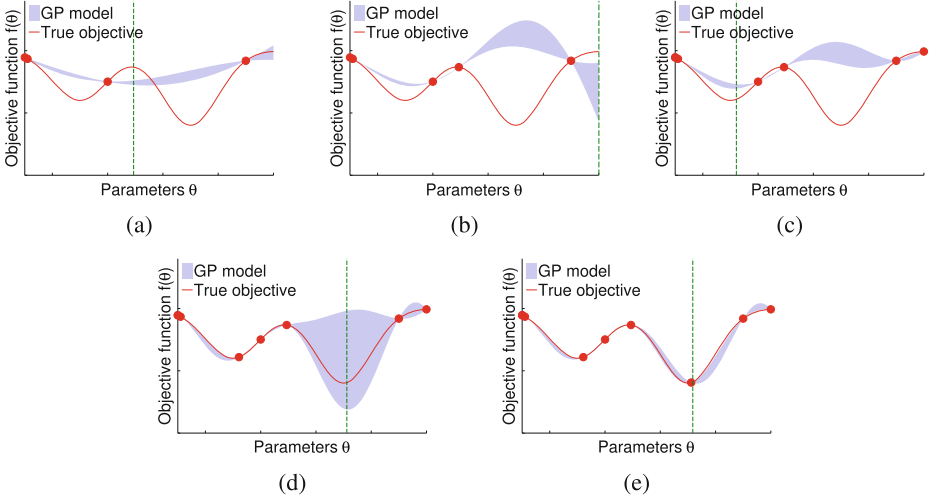 Objective function f(θ)
GP model
True objective
Parameters θ
(a)
Objective function f(θ)
GP model
True objective
Parameters θ
(b)
Objective function f(θ)
GP model
True objective
Parameters θ
(c)
Objective function f(θ)
GP model
True objective
Parameters θ
(d)
Objective function f(θ)
GP model
True objective
Parameters θ
(e)